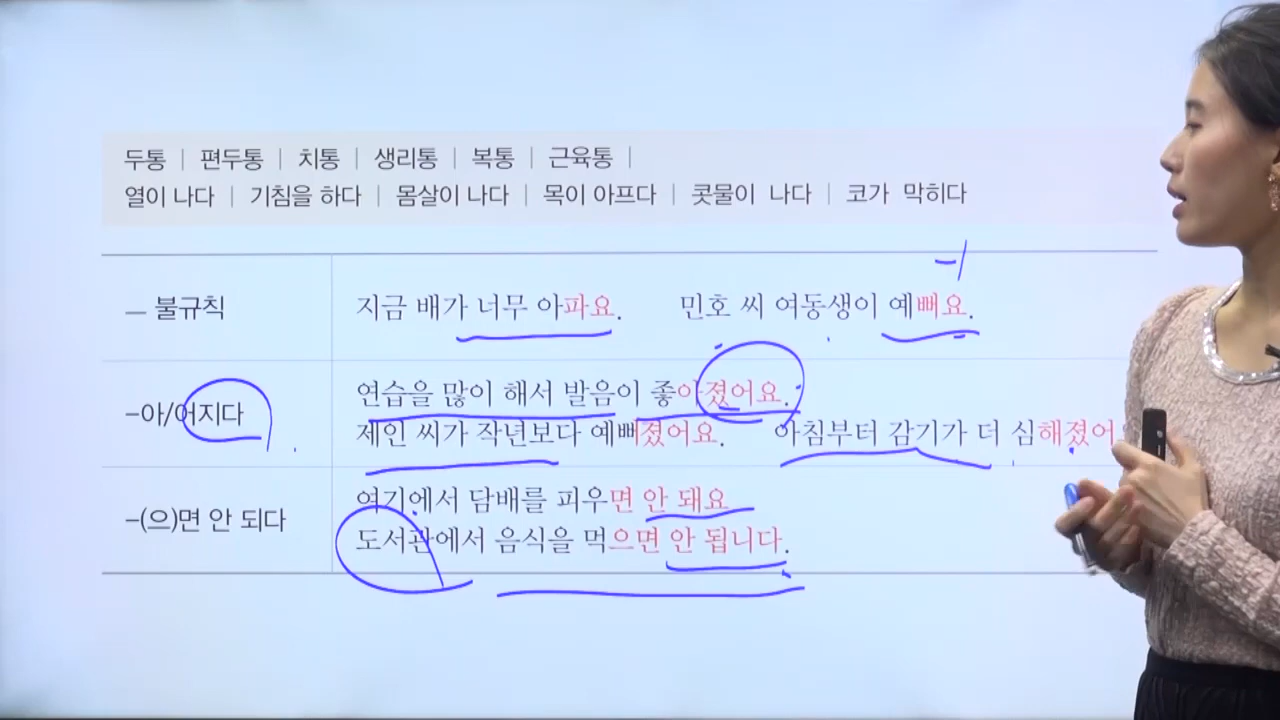 두통 | 편두통 | 치통 | 생리통 | 복통 | 근육통 |
열이 나다 | 기침을 하다 | 몸살이 나다 | 목이 아프다 | 콧물이 나다 | 코가 막히다
ㅡ 불규칙
지금 배가 너무 아파요. 민호 씨 여동생이 예뻐요.
-아/어지다
연습을 많이 해서 발음이 좋아졌어요.
제인 씨가 작년보다 예뻐졌어요. 아침부터 감기가 더 심해졌어
-(으)면 안 되다
여기에서 담배를 피우면 안 돼요
도서관에서 음식을 먹으면 안 됩니다.